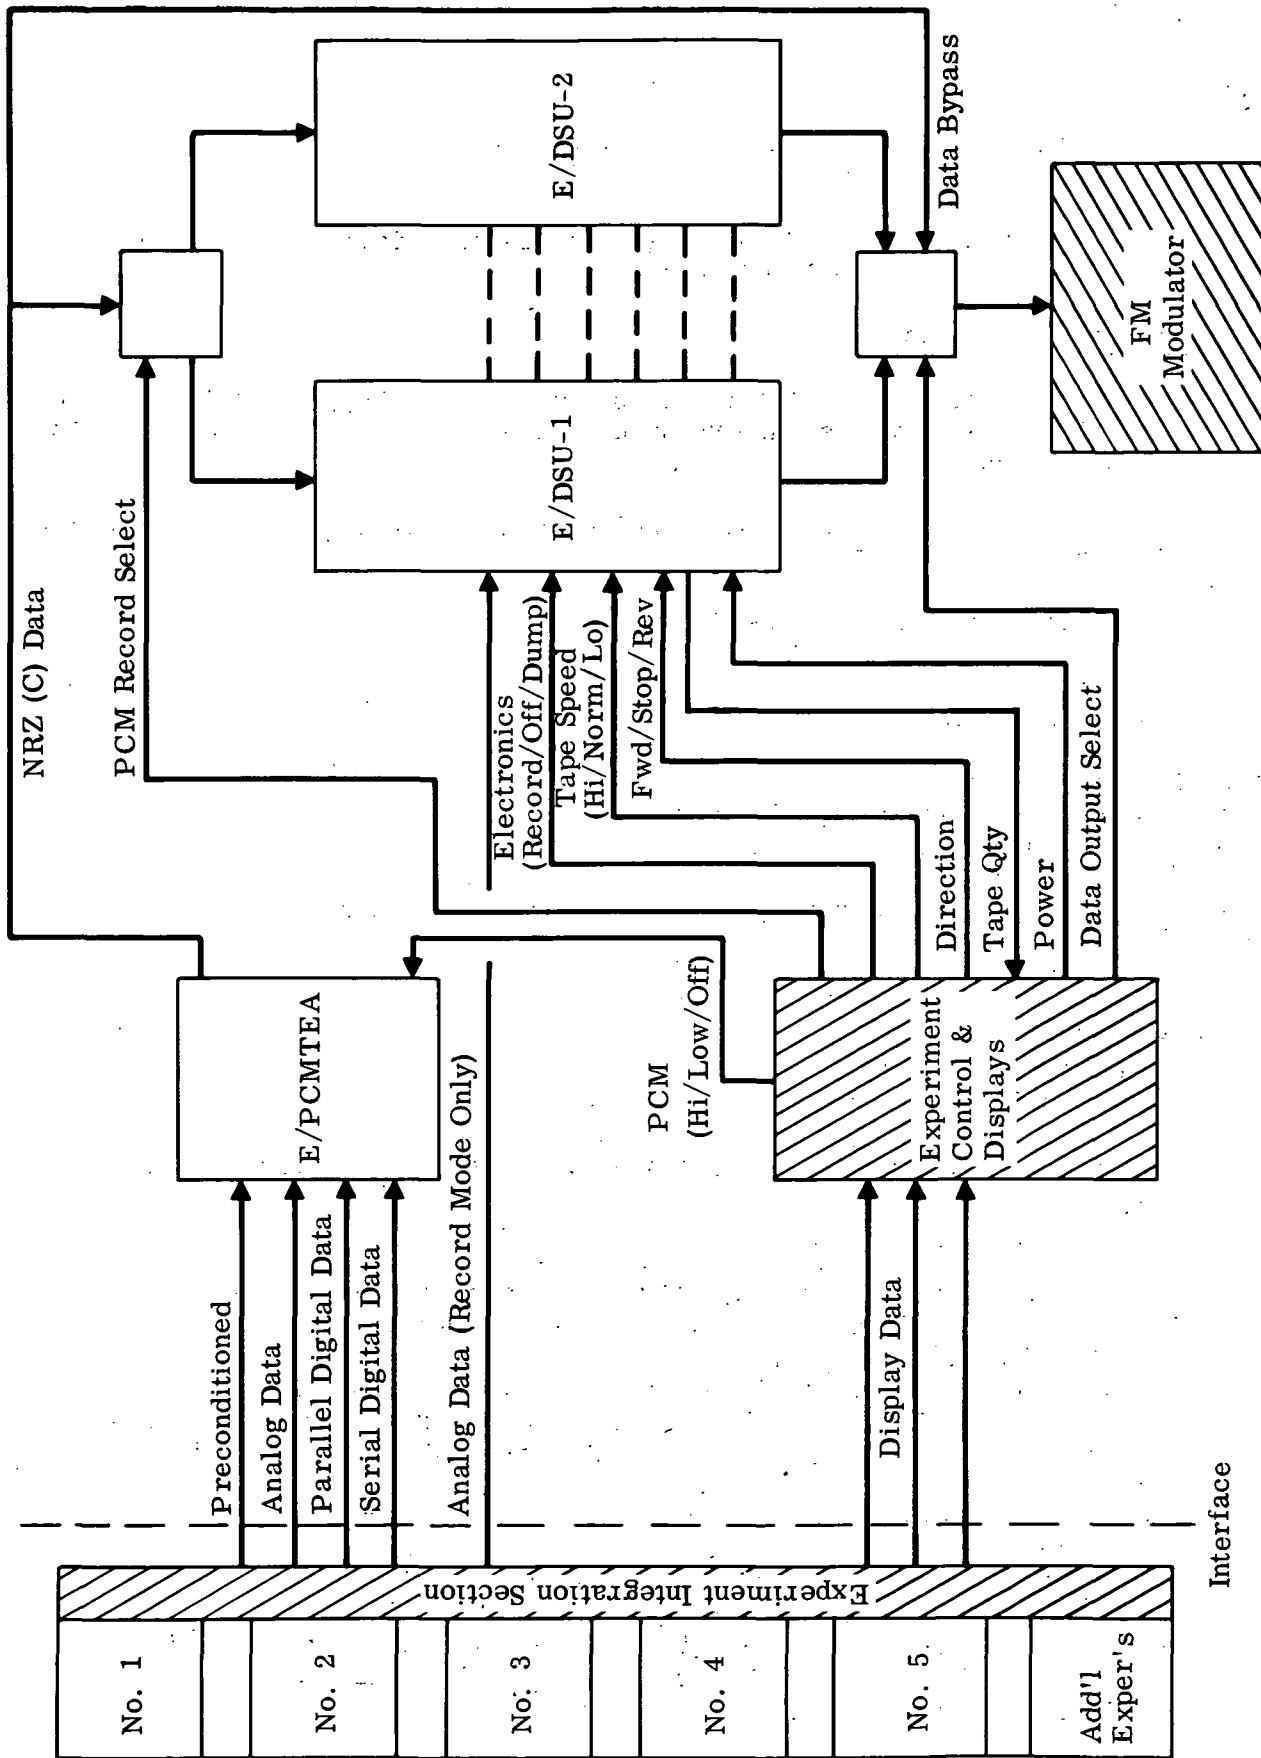 No. 1
No. 2
No. 3
No. 4
No. 5
Add'l
Exper's
Experiment Integration Section
Interface
Preconditioned
Analog Data
Parallel Digital Data
Serial Digital Data
Analog Data (Record Mode Only)
Display Data
E/PCMTEA
PCM
(Hi/Low/Off)
Experiment
Control &
Displays
NRZ (C) Data
PCM Record Select
Electronics
(Record/Off/Dump)
Tape Speed
(Hi/Norm/Lo)
Fwd/Stop/Rev
Direction
Tape Qty
Power
Data Output Select
E/DSU-1
E/DSU-2
Data Bypass
FM
Modulator